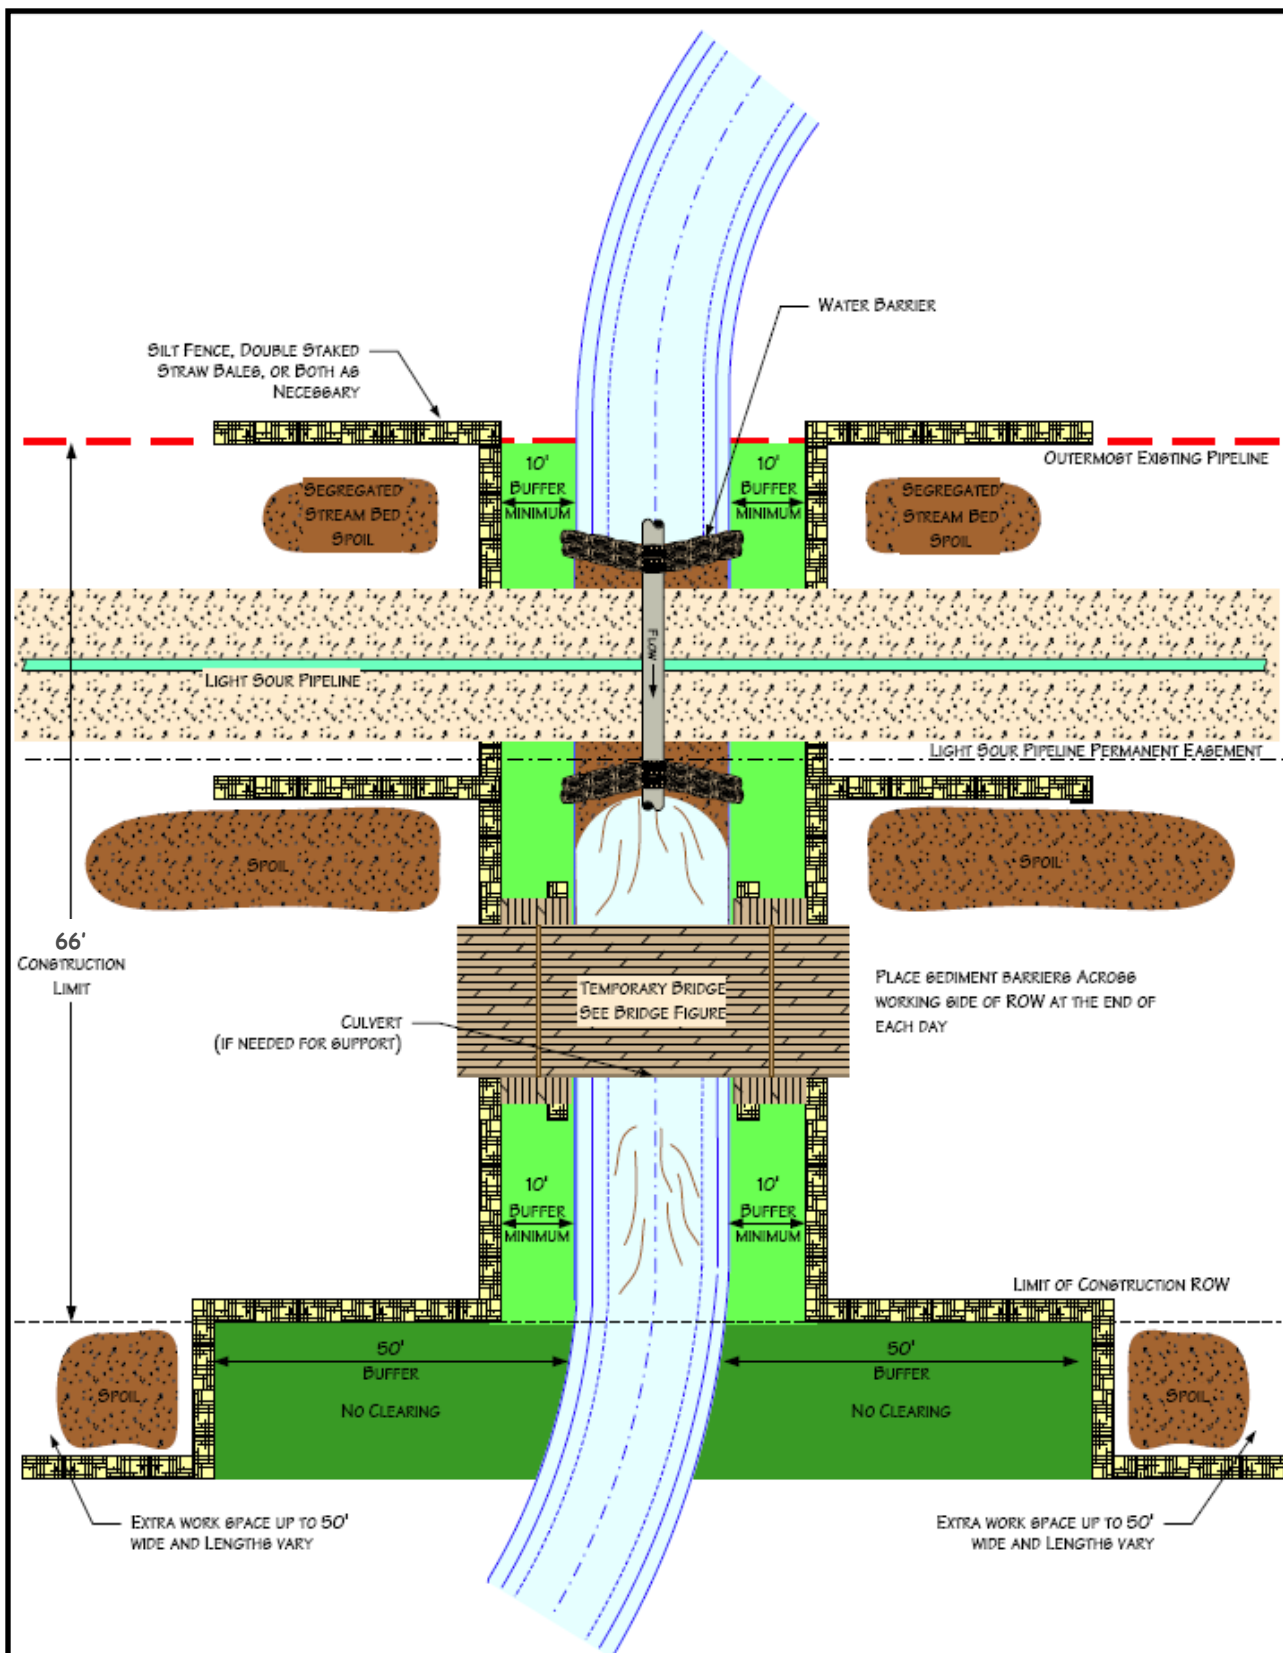 Water Barrier
Silt Fence, Double Staked
Straw Bales, or Both as
Necessary
Outermost Existing Pipeline
10'
Buffer
minimum
10'
Buffer
minimum
Segregated
Stream Bed
Spoil
Segregated
Stream Bed
Spoil
Flow
Light Sour Pipeline
Light Sour Pipeline Permanent Easement
Spoil
Spoil
66'
Construction
Limit
Temporary Bridge
See Bridge Figure
Place sediment barriers Across
working side of ROW at the end of
each day
Culvert
(if needed for support)
10'
Buffer
minimum
10'
Buffer
minimum
Limit of Construction ROW
50'
Buffer
No Clearing
50'
Buffer
No Clearing
Spoil
Spoil
Extra work space up to 50'
wide and Lengths vary
Extra work space up to 50'
wide and Lengths vary